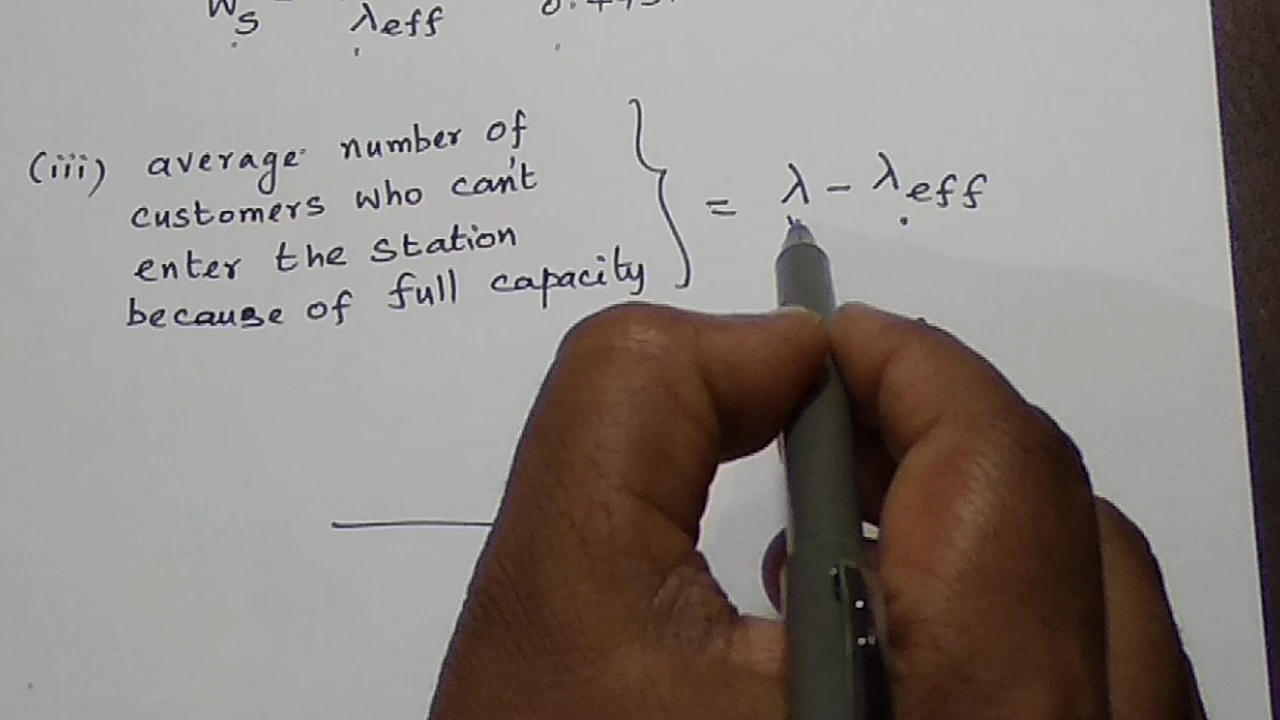 Ws λeff
(iii) average number of
customers who can't = λ - λeff
enter the station
because of full capacity